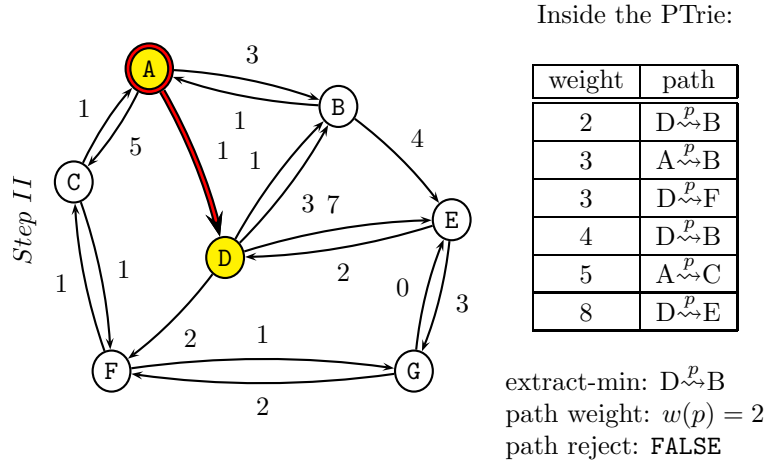 Inside the PTrie:
weight path
2 D p⇝ B
3 A p⇝ B
3 D p⇝ F
4 D p⇝ B
5 A p⇝ C
8 D p⇝ E
extract-min: D p⇝ B
path weight: w(p) = 2
path reject: FALSE
Step II
A
3
B
1
1
5
1
1
4
C
3 7
E
D
2
0
1
1
3
2
1
F
G
2